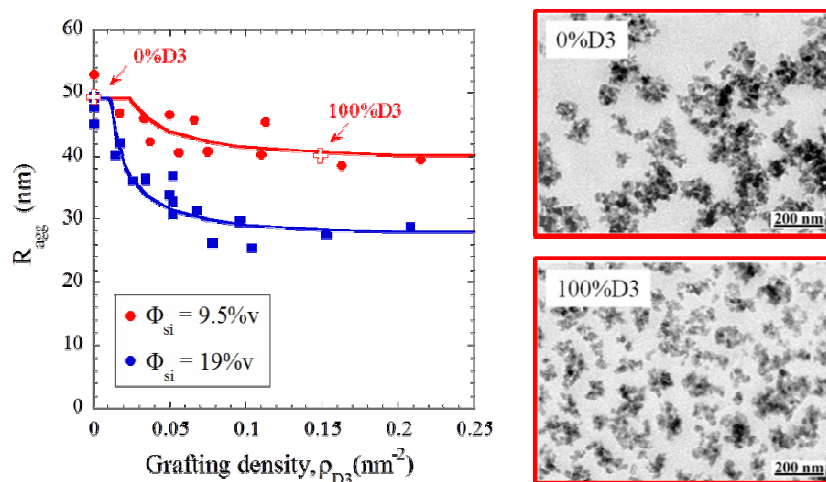 60
50
40
30
20
10
0
R_agg (nm)
0%D3
100%D3
Φ_si = 9.5%v
Φ_si = 19%v
0
0.05
0.1
0.15
0.2
0.25
Grafting density, ρ_D3 (nm⁻²)
0%D3
200 nm
100%D3
200 nm